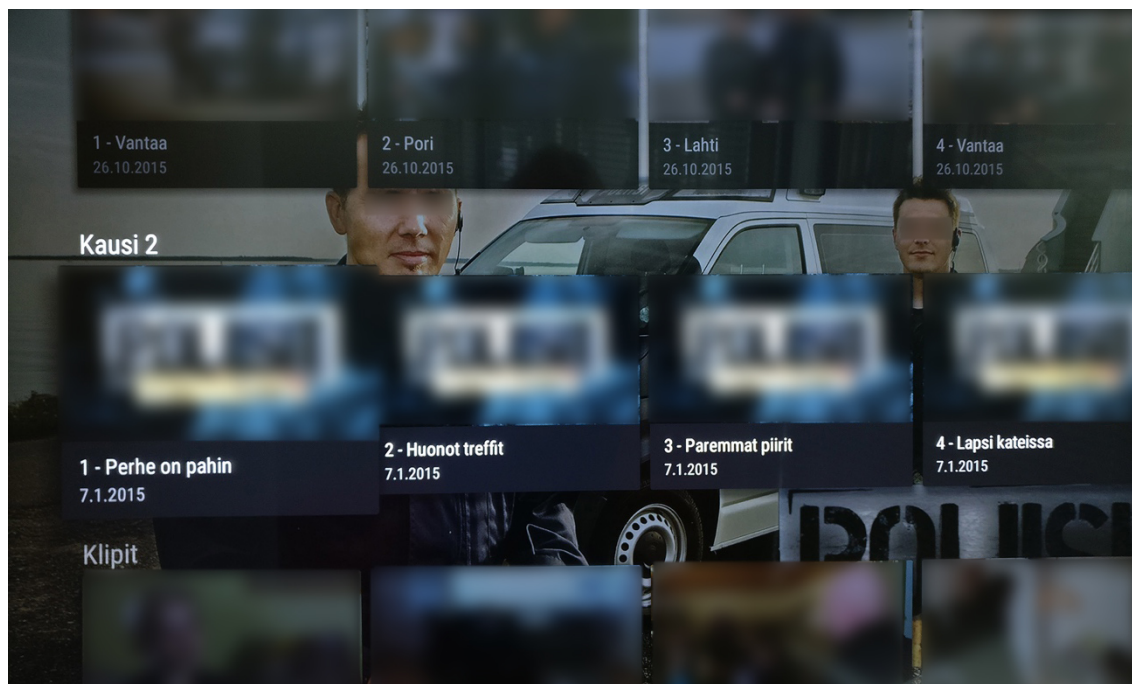 1 - Vantaa
26.10.2015
2 - Pori
26.10.2015
3 - Lahti
26.10.2015
4 - Vantaa
26.10.2015
Kausi 2
1 - Perhe on pahin
7.1.2015
2 - Huonot treffit
7.1.2015
3 - Paremmat piirit
7.1.2015
4 - Lapsi kateissa
7.1.2015
Klipit